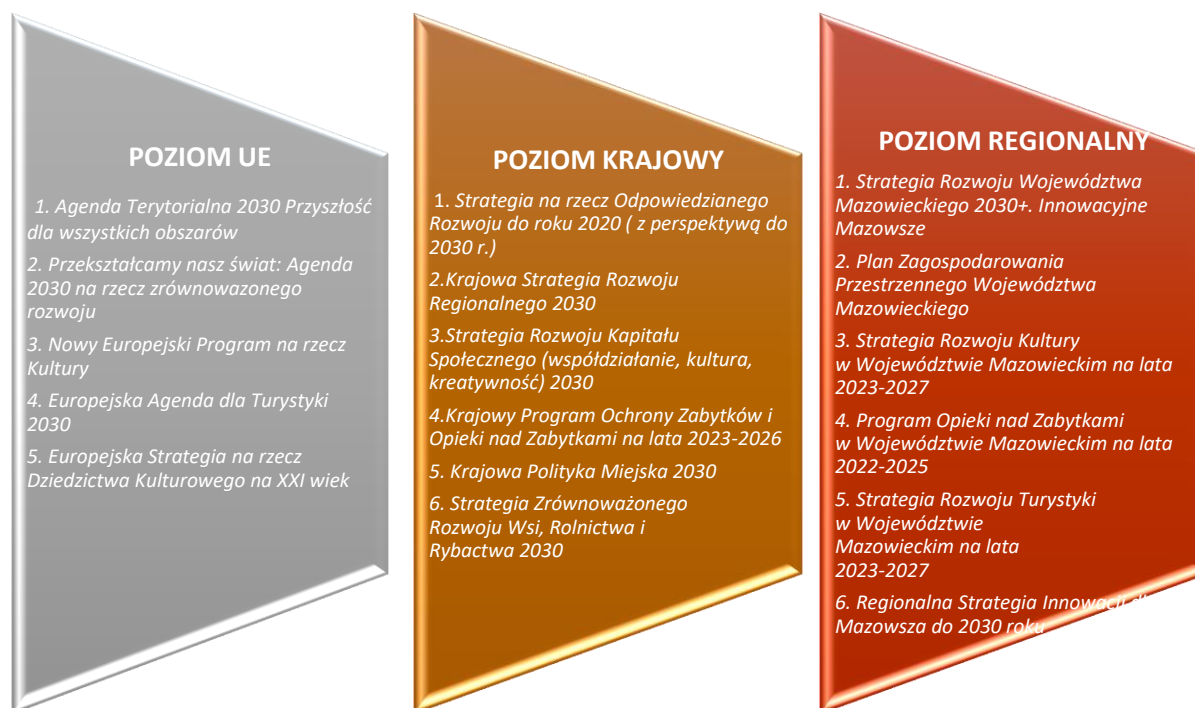 POZIOM UE
1. Agenda Terytorialna 2030 Przyszłość
dla wszystkich obszarów
2. Przekształcamy nasz świat: Agenda
2030 na rzecz zrównowazonego
rozwoju
3. Nowy Europejski Program na rzecz
Kultury
4. Europejska Agenda dla Turystyki
2030
5. Europejska Strategia na rzecz
Dziedzictwa Kulturowego na XXI wiek
POZIOM KRAJOWY
1. Strategia na rzecz Odpowiedzianego
Rozwoju do roku 2020 ( z perspektywą do
2030 r.)
2.Krajowa Strategia Rozwoju
Regionalnego 2030
3.Strategia Rozwoju Kapitału
Społecznego (współdziałanie, kultura,
kreatywność) 2030
4.Krajowy Program Ochrony Zabytków i
Opieki nad Zabytkami na lata 2023-2026
5. Krajowa Polityka Miejska 2030
6. Strategia Zrównoważonego
Rozwoju Wsi, Rolnictwa i
Rybactwa 2030
POZIOM REGIONALNY
1. Strategia Rozwoju Województwa
Mazowieckiego 2030+. Innowacyjne
Mazowsze
2. Plan Zagospodarowania
Przestrzennego Województwa
Mazowieckiego
3. Strategia Rozwoju Kultury
w Województwie Mazowieckim na lata
2023-2027
4. Program Opieki nad Zabytkami
w Województwie Mazowieckim na lata
2022-2025
5. Strategia Rozwoju Turystyki
w Województwie
Mazowieckim na lata
2023-2027
6. Regionalna Strategia Innowacji dla
Mazowsza do 2030 roku